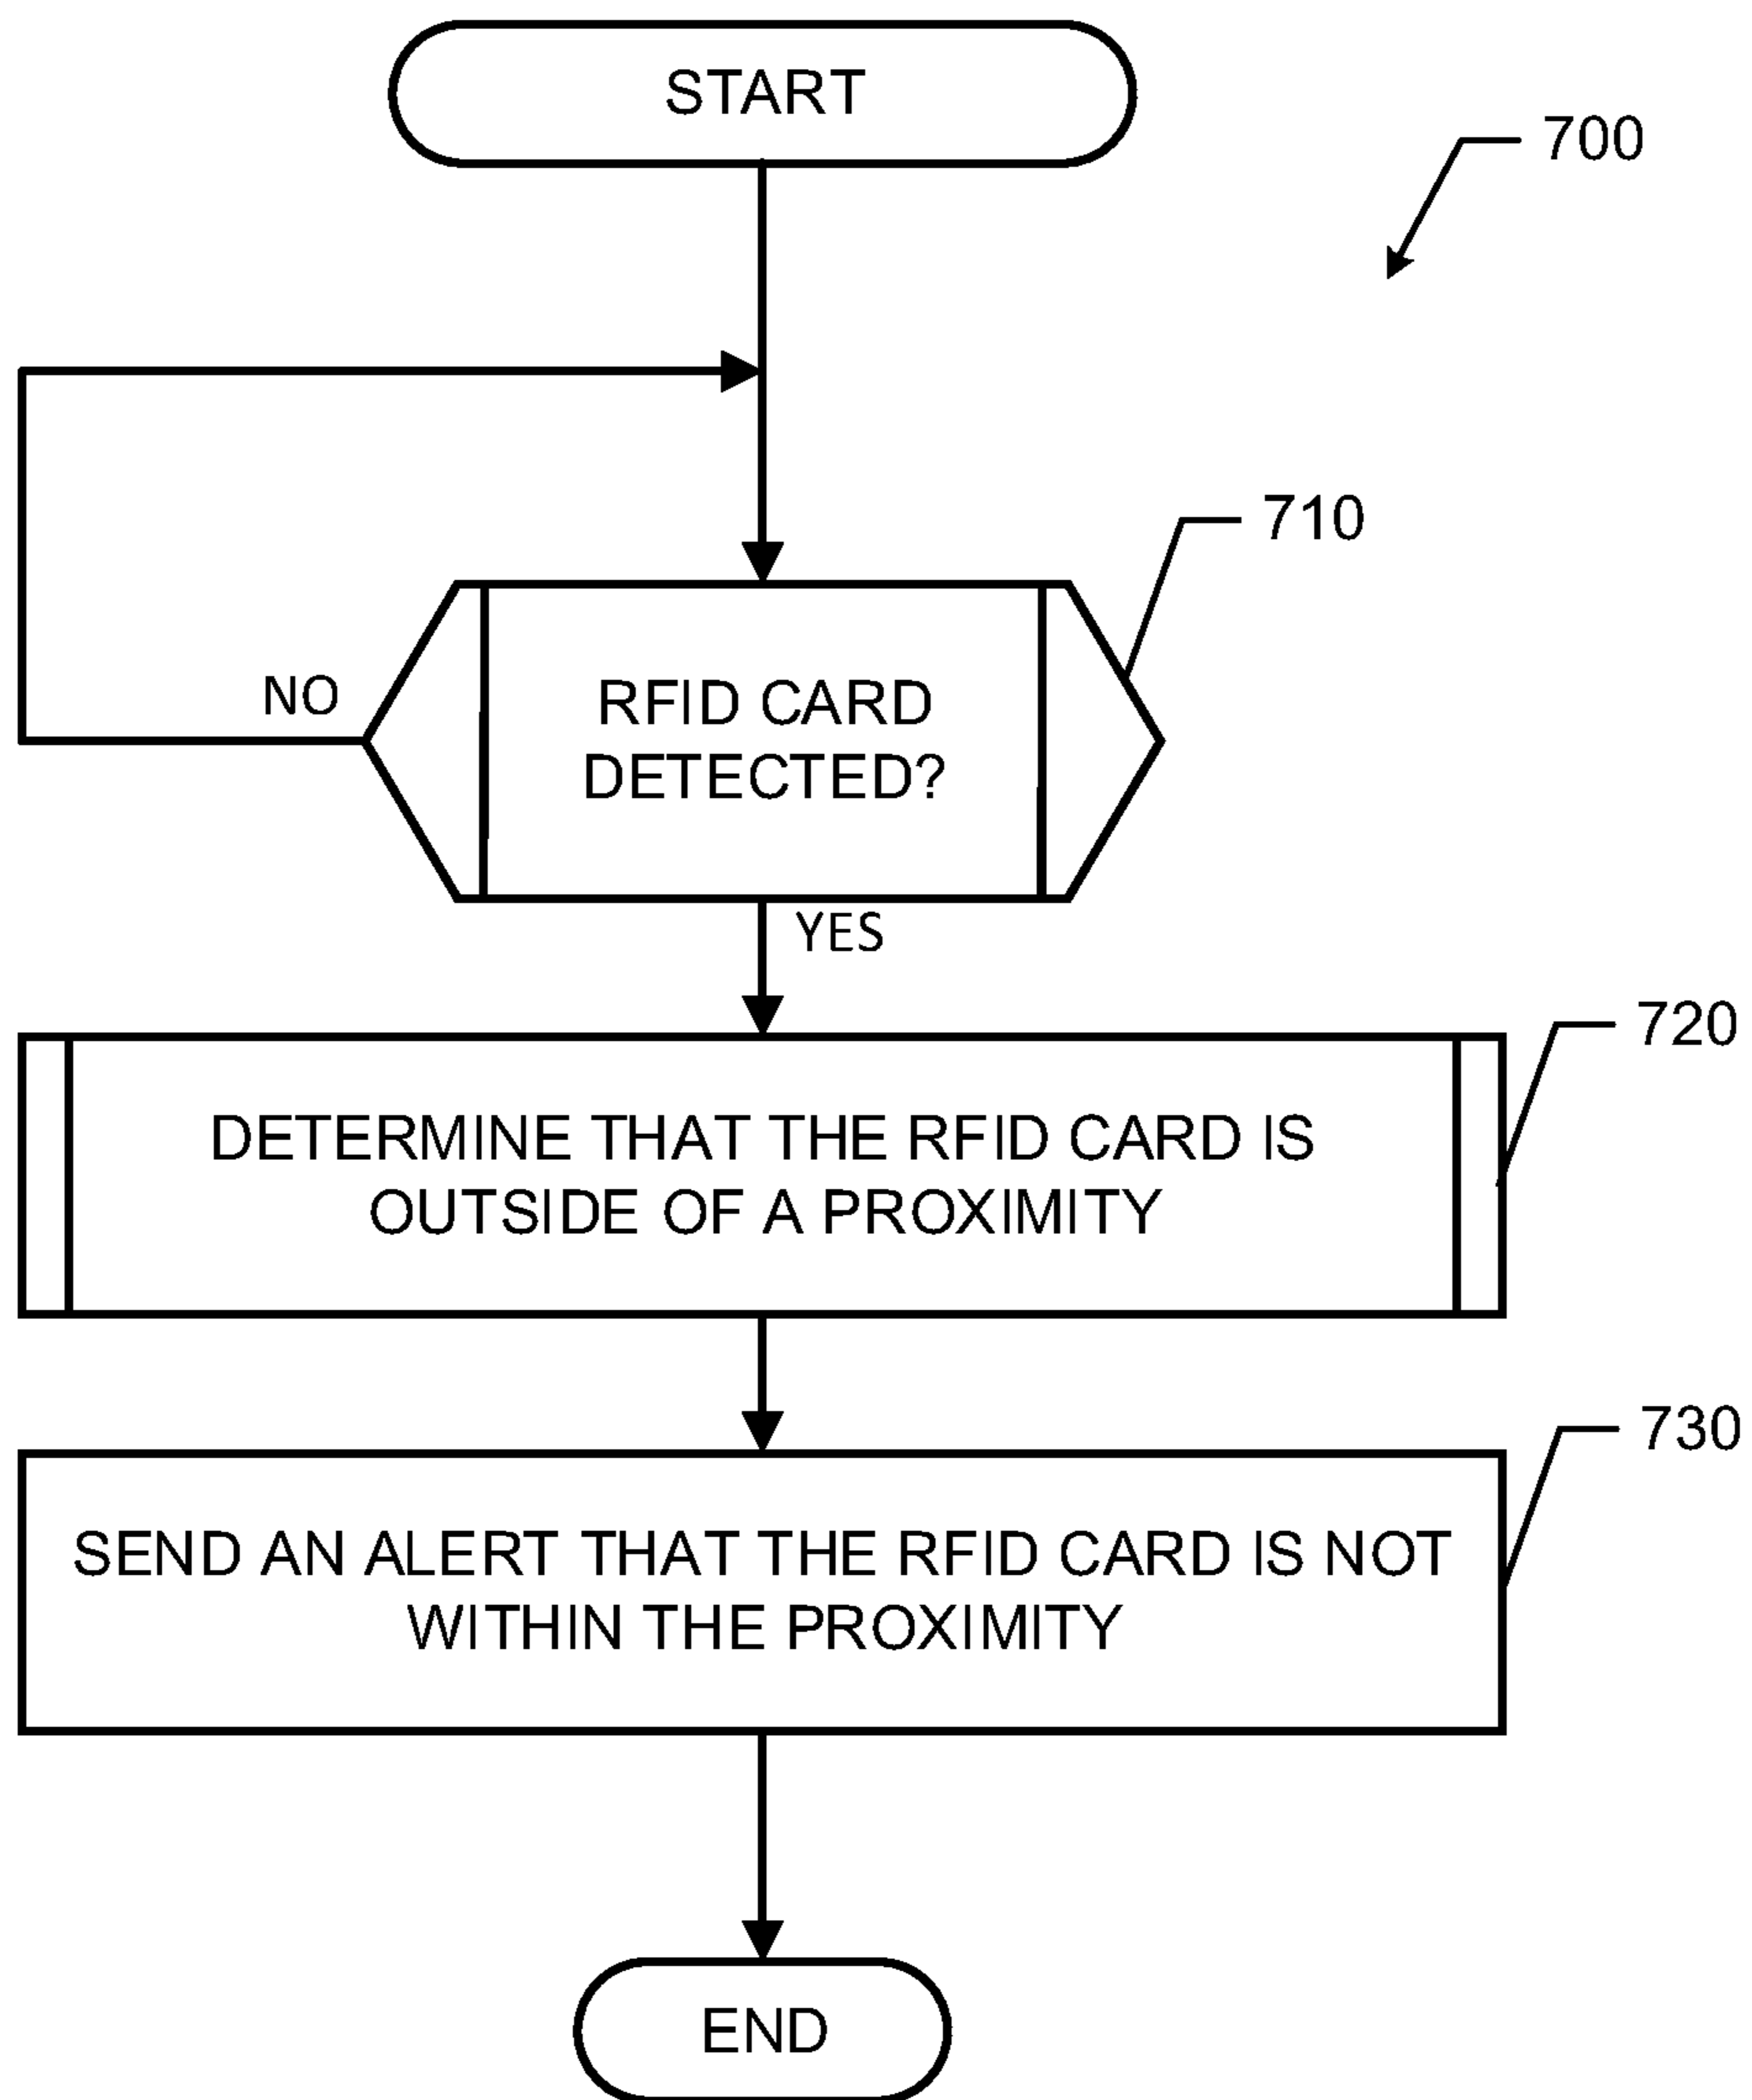 START
700
710
NO
RFID CARD
DETECTED?
YES
720
DETERMINE THAT THE RFID CARD IS
OUTSIDE OF A PROXIMITY
730
SEND AN ALERT THAT THE RFID CARD IS NOT
WITHIN THE PROXIMITY
END